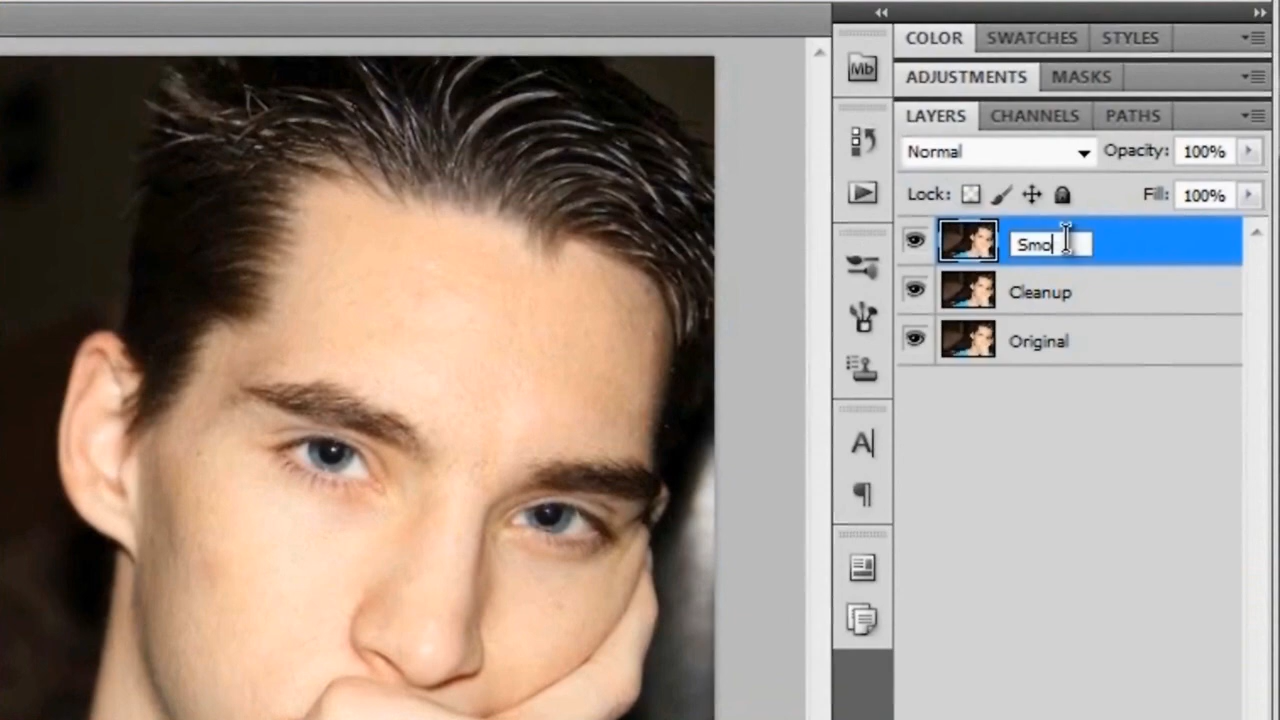 COLOR SWATCHES STYLES
Mb
ADJUSTMENTS MASKS
LAYERS CHANNELS PATHS
Normal Opacity: 100%
Lock: Fill: 100%
Smo
Cleanup
Original
A